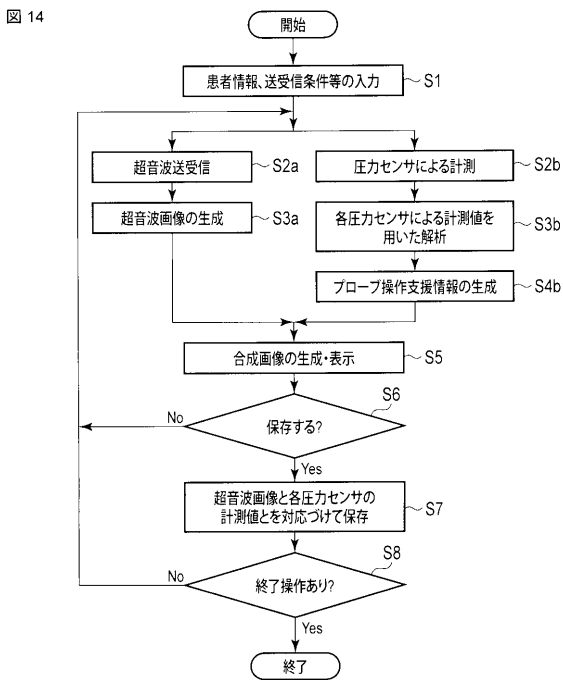 図 14
開始
患者情報、送受信条件等の入力
S1
超音波送受信
S2a
圧力センサによる計測
S2b
超音波画像の生成
S3a
各圧力センサによる計測値を
用いた解析
S3b
プローブ操作支援情報の生成
S4b
合成画像の生成・表示
S5
S6
保存する?
No
Yes
超音波画像と各圧力センサの
計測値とを対応づけて保存
S7
S8
終了操作あり?
No
Yes
終了